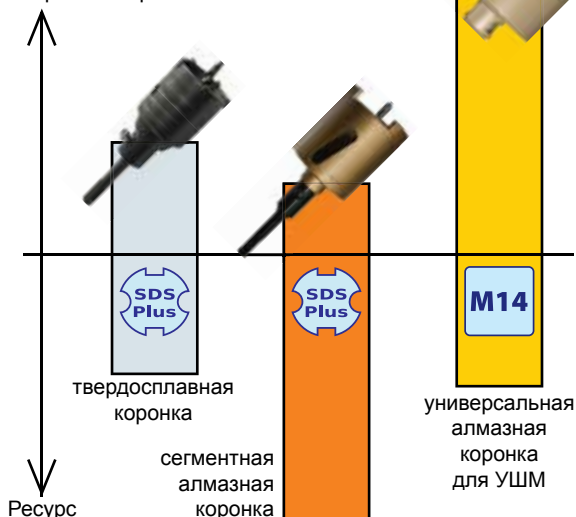 SDS
Plus
SDS
Plus
M14
твердосплавная
коронка
универсальная
алмазная
коронка
для УШМ
сегментная
алмазная
коронка
Ресурс